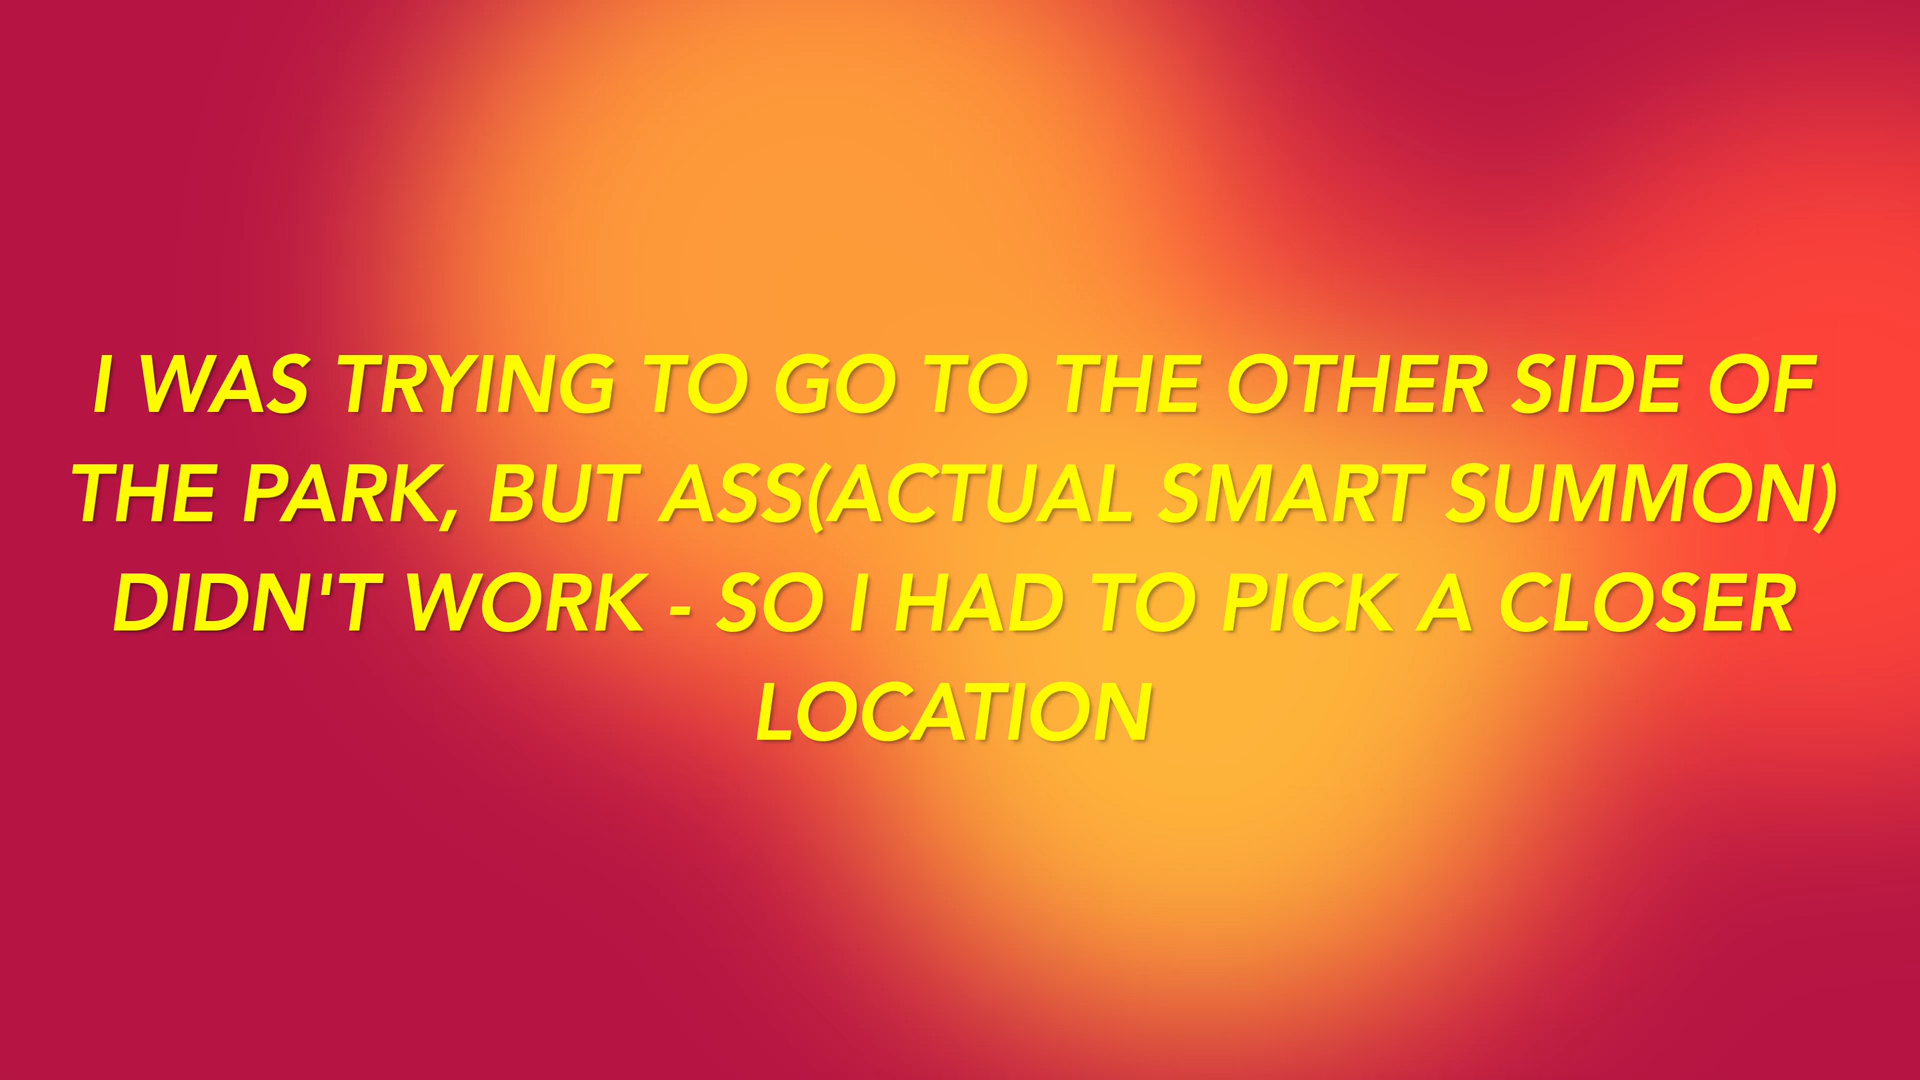 I WAS TRYING TO GO TO THE OTHER SIDE OF
THE PARK, BUT ASS(ACTUAL SMART SUMMON)
DIDN'T WORK - SO I HAD TO PICK A CLOSER
LOCATION